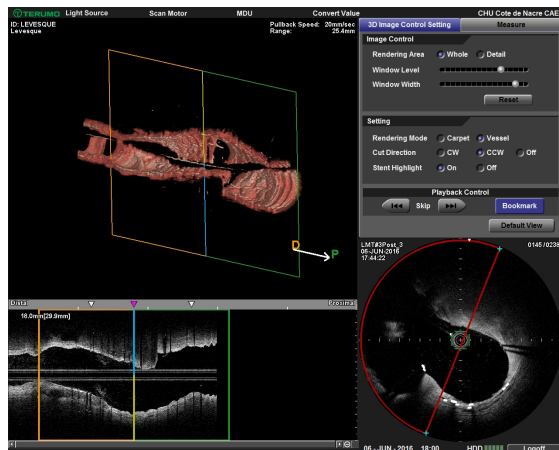 TERUMO Light Source Scan Motor MDU Convert Value CHU Cote de Nacre CAE
ID: LEVESQUE
Levesque
Pullback Speed: 20mm/sec
Range: 25.4mm
D
P
3D Image Control Setting Measure
Image Control
Rendering Area Whole Detail
Window Level
Window Width
Reset
Setting
Rendering Mode Carpet Vessel
Cut Direction CW CCW Off
Stent Highlight On Off
Playback Control
Skip Bookmark
Default View
Distal Proximal
18.0mm[29.9mm]
LMT#3Post_3 0145 /0238
06-JUN-2016
17:44:22
06 - JUN - 2016 18:00 HDD Logoff